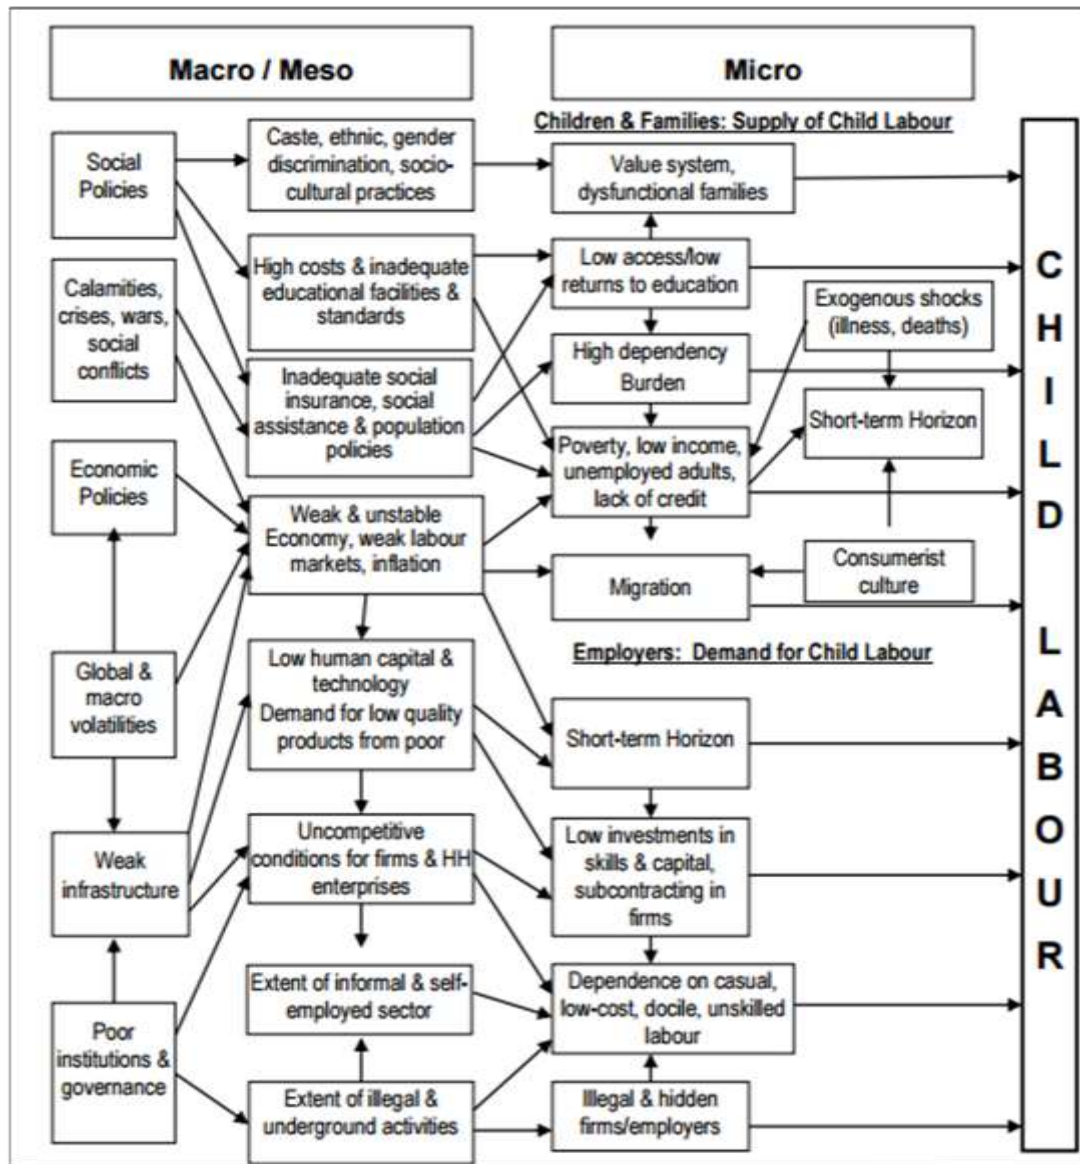 Macro / Meso
Micro
Children & Families: Supply of Child Labour
Social
Policies
Caste, ethnic, gender
discrimination, socio-
cultural practices
Value system,
dysfunctional families
High costs & inadequate
educational facilities &
standards
Low access/low
returns to education
Calamities,
crises, wars,
social
conflicts
Exogenous shocks
(illness, deaths)
High dependency
Burden
Inadequate social
insurance, social
assistance & population
policies
Short-term Horizon
Economic
Policies
Poverty, low income,
unemployed adults,
lack of credit
Weak & unstable
Economy, weak labour
markets, inflation
Consumerist
culture
Migration
Employers: Demand for Child Labour
Global &
macro
volatilities
Low human capital &
technology
Demand for low quality
products from poor
Short-term Horizon
Weak
infrastructure
Uncompetitive
conditions for firms & HH
enterprises
Low investments in
skills & capital,
subcontracting in
firms
Extent of informal & self-
employed sector
Dependence on casual,
low-cost, docile, unskilled
labour
Poor
institutions &
governance
Extent of illegal &
underground activities
Illegal & hidden
firms/employers
CHILD LABOUR